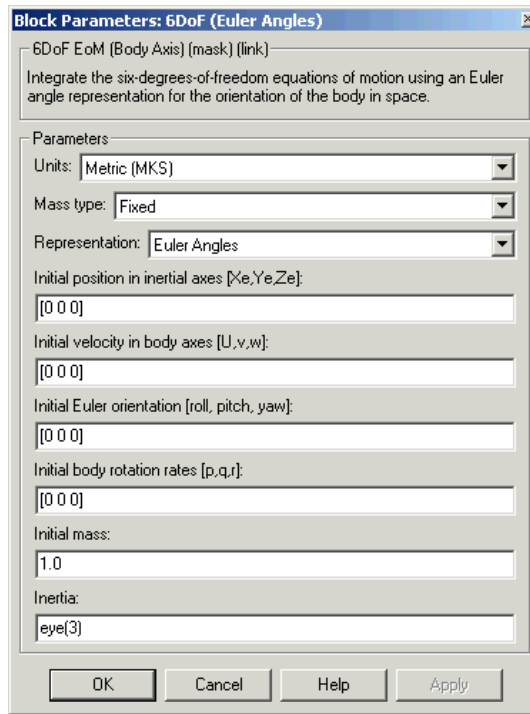 Block Parameters: 6DoF (Euler Angles)
6DoF EoM (Body Axis) (mask) (link)
Integrate the six-degrees-of-freedom equations of motion using an Euler
angle representation for the orientation of the body in space.
Parameters
Units: Metric (MKS)
Mass type: Fixed
Representation: Euler Angles
Initial position in inertial axes [Xe,Ye,Ze]:
[0 0 0]
Initial velocity in body axes [U,v,w]:
[0 0 0]
Initial Euler orientation [roll, pitch, yaw]:
[0 0 0]
Initial body rotation rates [p,q,r]:
[0 0 0]
Initial mass:
1.0
Inertia:
eye(3)
OK Cancel Help Apply